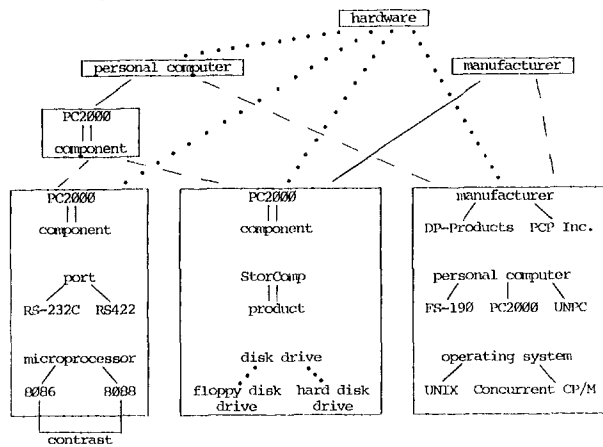 hardware
personal computer
manufacturer
PC2000
component
PC2000
component
port
RS-232C RS422
microprocessor
8086 8088
contrast
PC2000
component
StorComp
product
disk drive
floppy disk drive
hard disk drive
manufacturer
DP-Products PCP Inc.
personal computer
FS-190 PC2000 UNPC
operating system
UNIX Concurrent CP/M